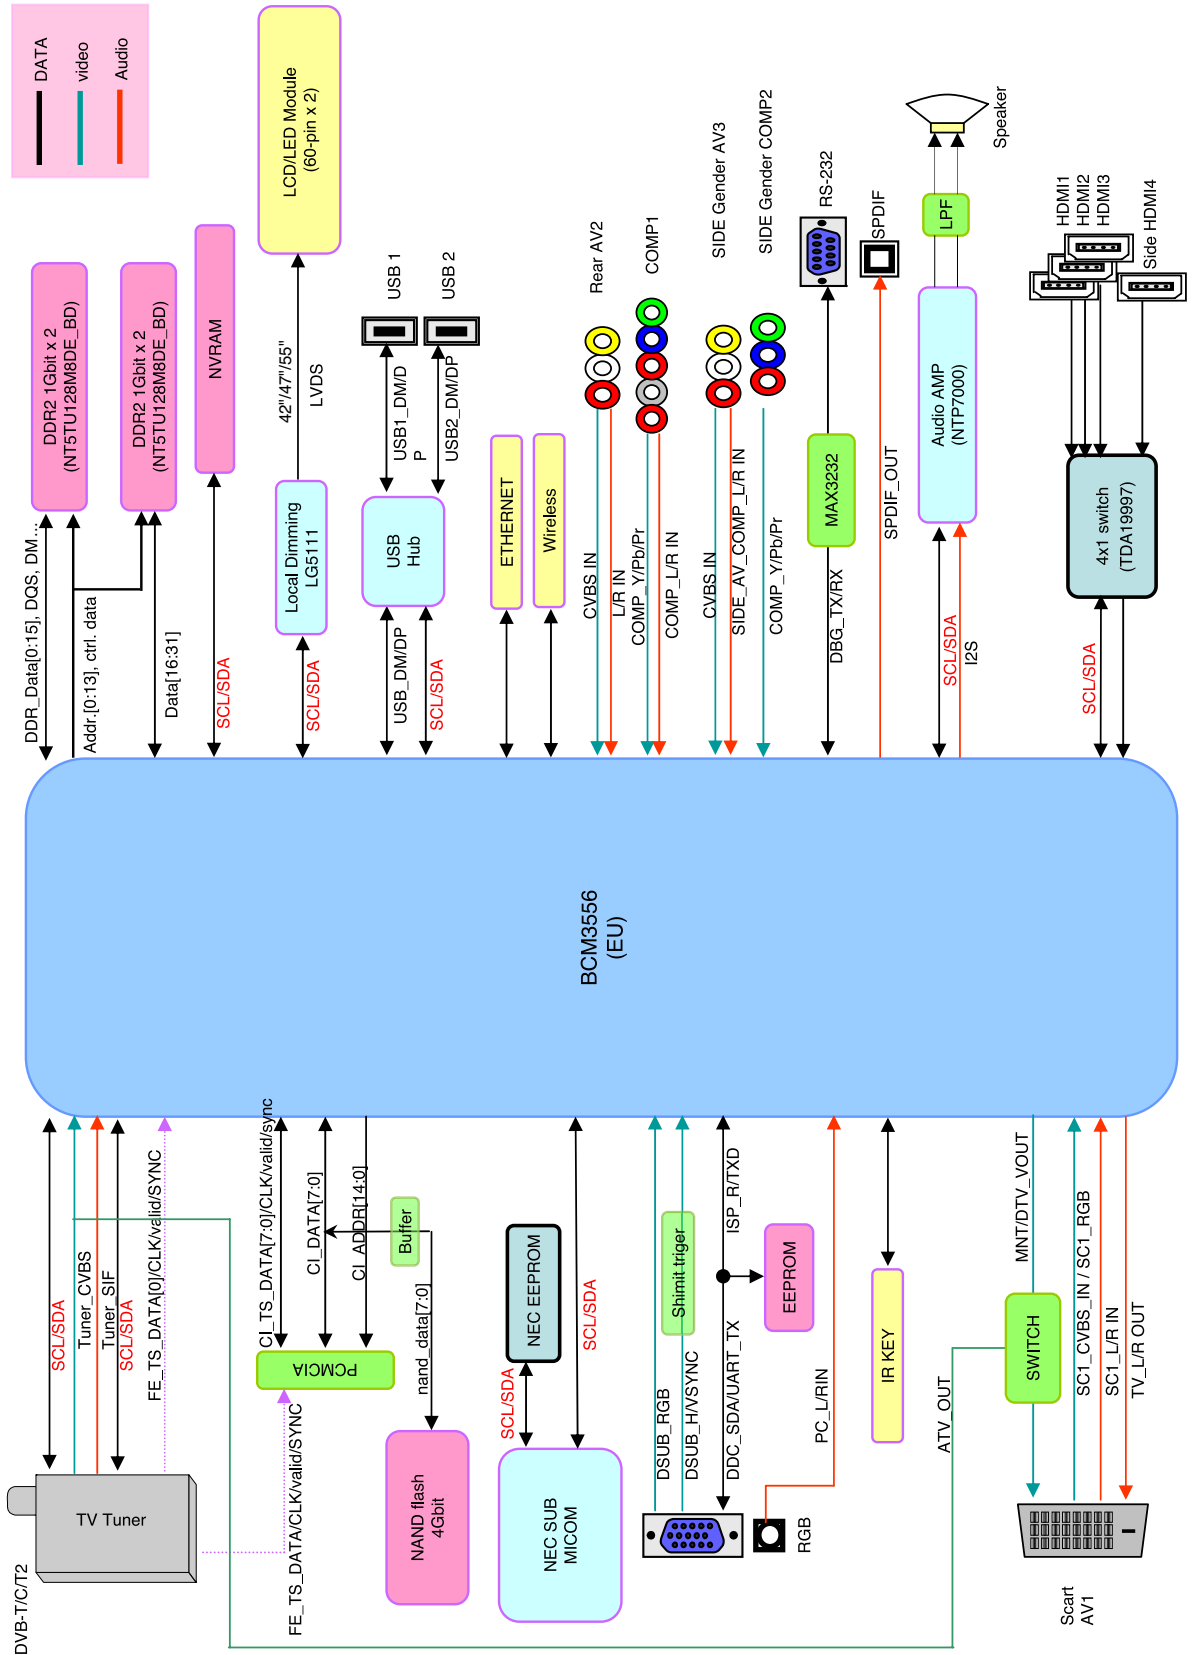 DATA
video
Audio
DDR2 1Gbit x 2
(NT5TU128M8DE_BD)
DDR2 1Gbit x 2
(NT5TU128M8DE_BD)
NVRAM
LCD/LED Module
(60-pin x 2)
42"/47"/55"
LVDS
Local Dimming
LG5111
USB 1
USB 2
USB1_DM/D
P
USB2_DM/DP
USB
Hub
ETHERNET
Wireless
Rear AV2
COMP1
SIDE Gender AV3
SIDE Gender COMP2
RS-232
SPDIF
Speaker
LPF
HDMI1
HDMI2
HDMI3
Side HDMI4
MAX3232
SPDIF_OUT
Audio AMP
(NTP7000)
4x1 switch
(TDA19997)
DDR_Data[0:15], DQS, DM...
Addr.[0:13], ctrl. data
Data[16:31]
SCL/SDA
SCL/SDA
USB_DM/DP
SCL/SDA
CVBS IN
L/R IN
COMP_Y/Pb/Pr
COMP_L/R IN
CVBS IN
SIDE_AV_COMP_L/R IN
COMP_Y/Pb/Pr
DBG_TX/RX
SCL/SDA
I2S
SCL/SDA
BCM3556
(EU)
SCL/SDA
Tuner_CVBS
Tuner_SIF
SCL/SDA
FE_TS_DATA[0]/CLK/valid/SYNC
CI_TS_DATA[7:0]/CLK/valid/sync
CI_DATA[7:0]
CI_ADDR[14:0]
Buffer
nand_data[7:0]
PCMCIA
NEC EEPROM
SCL/SDA
SCL/SDA
Shimit triger
DSUB_RGB
DSUB_H/VSYNC
ISP_R/TXD
DDC_SDA/UART_TX
EEPROM
PC_L/RIN
IR KEY
ATV_OUT
MNT/DTV_VOUT
SWITCH
SC1_CVBS_IN / SC1_RGB
SC1_L/R IN
TV_L/R OUT
TV Tuner
DVB-T/C/T2
FE_TS_DATA/CLK/valid/SYNC
NAND flash
4Gbit
NEC SUB
MICOM
RGB
Scart
AV1